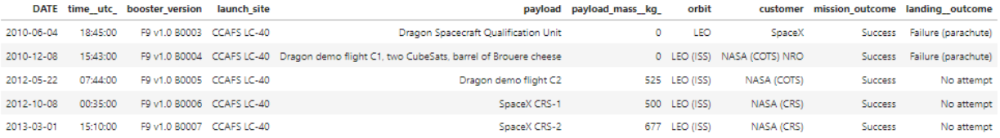 DATE time__utc_ booster_version launch_site payload payload_mass__kg_ orbit customer mission_outcome landing__outcome
2010-06-04 18:45:00 F9 v1.0 B0003 CCAFS LC-40 Dragon Spacecraft Qualification Unit 0 LEO SpaceX Success Failure (parachute)
2010-12-08 15:43:00 F9 v1.0 B0004 CCAFS LC-40 Dragon demo flight C1, two CubeSats, barrel of Brouere cheese 0 LEO (ISS) NASA (COTS) NRO Success Failure (parachute)
2012-05-22 07:44:00 F9 v1.0 B0005 CCAFS LC-40 Dragon demo flight C2 525 LEO (ISS) NASA (COTS) Success No attempt
2012-10-08 00:35:00 F9 v1.0 B0006 CCAFS LC-40 SpaceX CRS-1 500 LEO (ISS) NASA (CRS) Success No attempt
2013-03-01 15:10:00 F9 v1.0 B0007 CCAFS LC-40 SpaceX CRS-2 677 LEO (ISS) NASA (CRS) Success No attempt